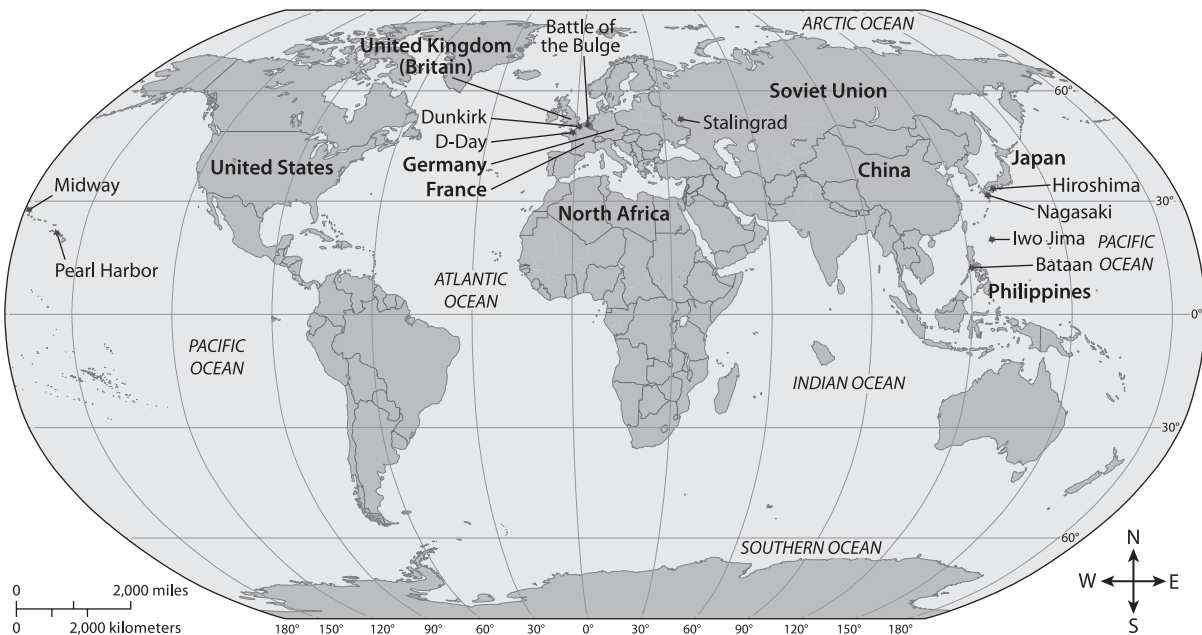 ARCTIC OCEAN
Battle of
the Bulge
United Kingdom
(Britain)
60°
Soviet Union
Dunkirk
Stalingrad
D-Day
Germany
France
United States
China
Japan
Hiroshima
Nagasaki
Midway
30°
North Africa
Iwo Jima
PACIFIC
OCEAN
Pearl Harbor
Bataan
ATLANTIC
OCEAN
Philippines
0°
PACIFIC
OCEAN
INDIAN OCEAN
30°
60°
SOUTHERN OCEAN
N
W E
S
0 2,000 miles
0 2,000 kilometers
180° 150° 120° 90° 60° 30° 0° 30° 60° 90° 120° 150° 180°